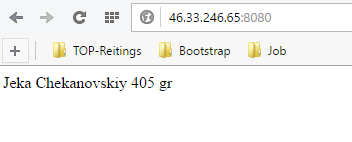 46.33.246.65:8080
TOP-Reitings Bootstrap Job
Jeka Chekanovskiy 405 gr